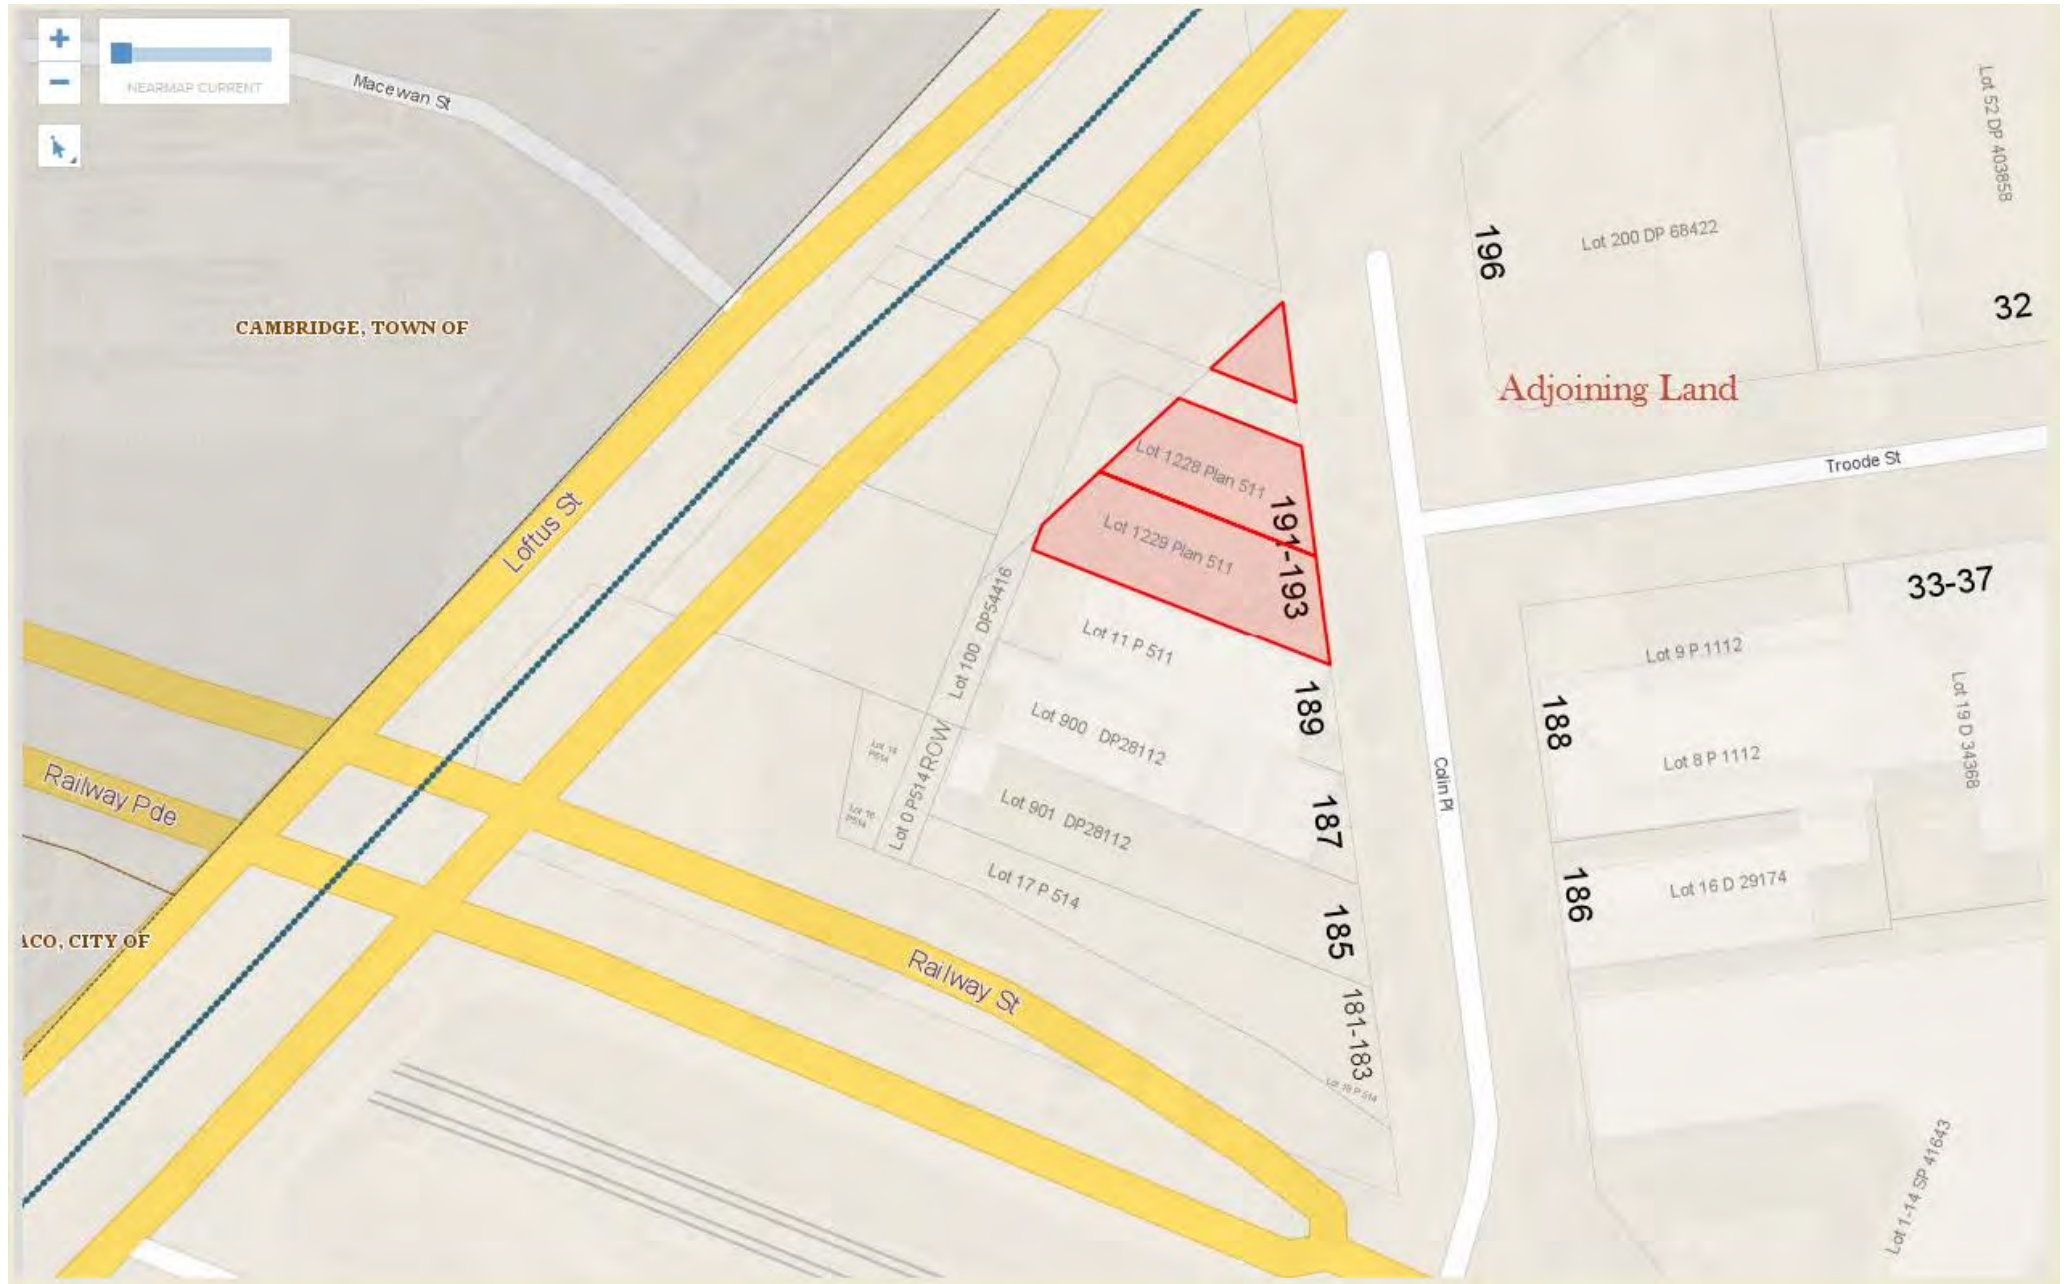 +
−
NEARMAP CURRENT
Macewan St
Lot 52 DP 403858
196
Lot 200 DP 68422
32
CAMBRIDGE, TOWN OF
Adjoining Land
Troode St
Lot 1228 Plan 511
Loftus St
191-193
Lot 1229 Plan 511
33-37
Lot 100 DP54416
Lot 11 P 511
Lot 9 P 1112
189
188
Lot 900 DP28112
Lot 19 D 34368
Lot 8 P 1112
Railway Pde
Lot 0 P514 ROW
Colin Pl
Lot 901 DP28112
187
Lot 17 P 514
186
Lot 16 D 29174
185
ACO, CITY OF
Railway St
181-183
Lot 1-14 SP 41643